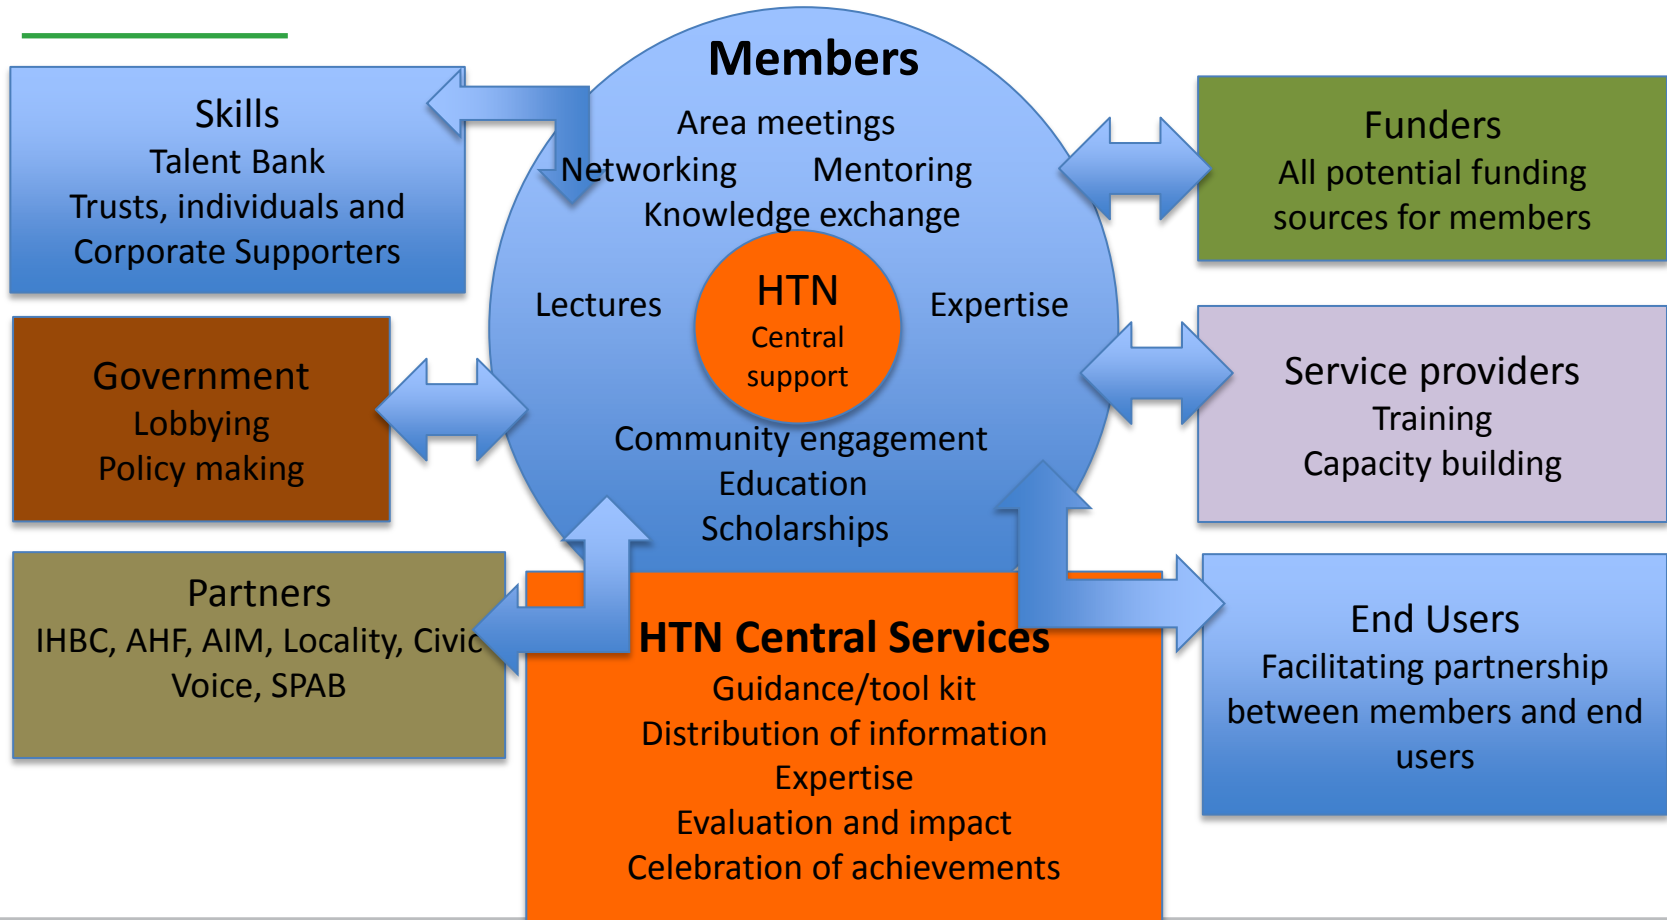 Members
Area meetings
Networking Mentoring
Knowledge exchange
Lectures
HTN
Central
support
Expertise
Community engagement
Education
Scholarships
Skills
Talent Bank
Trusts, individuals and
Corporate Supporters
Government
Lobbying
Policy making
Partners
IHBC, AHF, AIM, Locality, Civic
Voice, SPAB
HTN Central Services
Guidance/tool kit
Distribution of information
Expertise
Evaluation and impact
Celebration of achievements
Funders
All potential funding
sources for members
Service providers
Training
Capacity building
End Users
Facilitating partnership
between members and end
users